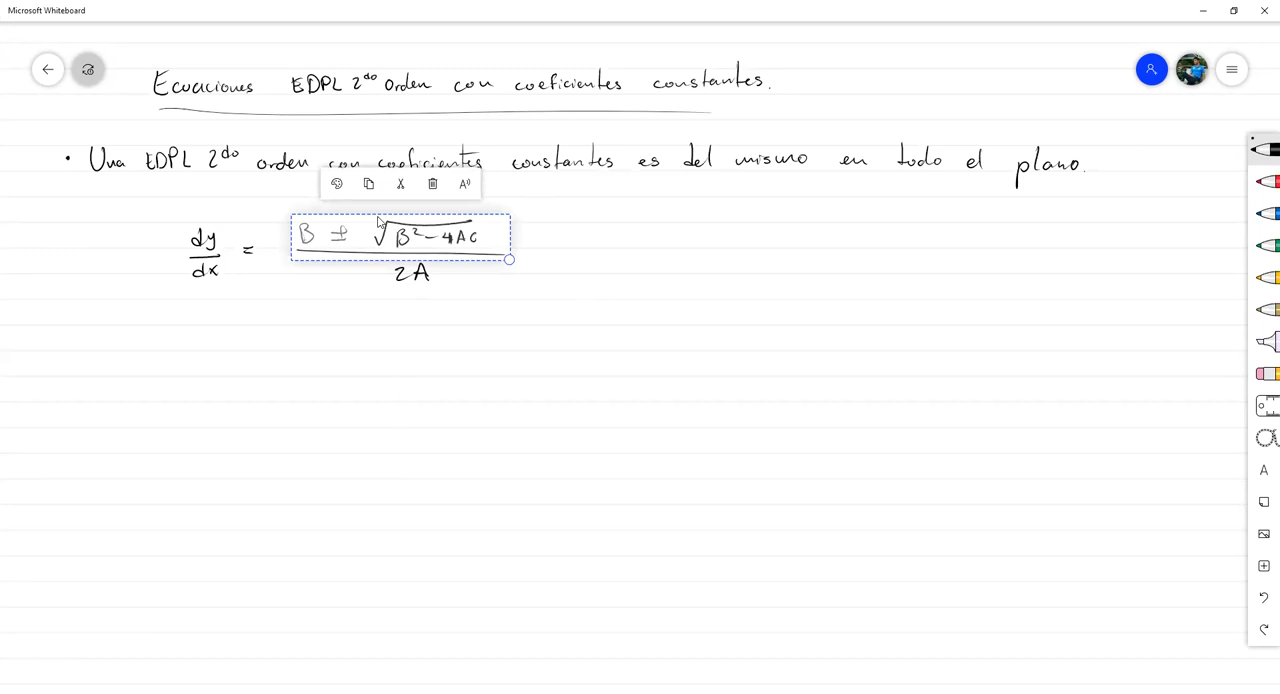 Microsoft Whiteboard
Ecuaciones EDPL 2do Orden con coeficientes constantes.
• Una EDPL 2do orden con coeficientes constantes es del mismo en todo el plano.
dy/dx = (B ± √(B² - 4AC)) / 2A